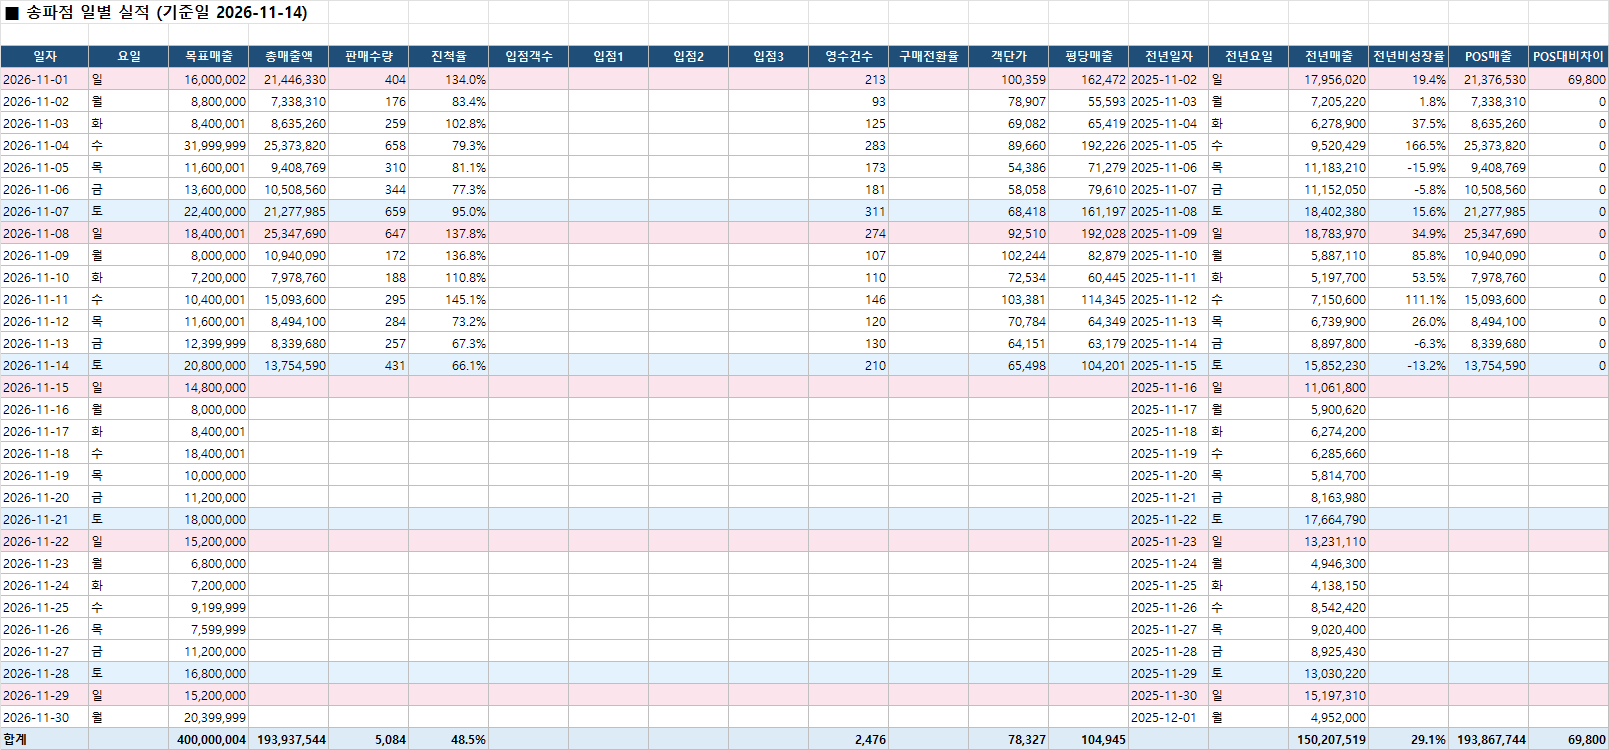 ■ 송파점 일별 실적 (기준일 2026-11-14)
일자 요일 목표매출 총매출액 판매수량 진척율 입점객수 입점1 입점2 입점3 영수건수 구매전환율 객단가 평당매출 전년일자 전년요일 전년매출 전년비성장률 POS매출 POS대비차이
2026-11-01 일 16,000,002 21,446,330 404 134.0% 213 100,359 162,472 2025-11-02 일 17,956,020 19.4% 21,376,530 69,800
2026-11-02 월 8,800,000 7,338,310 176 83.4% 93 78,907 55,593 2025-11-03 월 7,205,220 1.8% 7,338,310 0
2026-11-03 화 8,400,001 8,635,260 259 102.8% 125 69,082 65,419 2025-11-04 화 6,278,900 37.5% 8,635,260 0
2026-11-04 수 31,999,999 25,373,820 658 79.3% 283 89,660 192,226 2025-11-05 수 9,520,429 166.5% 25,373,820 0
2026-11-05 목 11,600,001 9,408,769 310 81.1% 173 54,386 71,279 2025-11-06 목 11,183,210 -15.9% 9,408,769 0
2026-11-06 금 13,600,000 10,508,560 344 77.3% 181 58,058 79,610 2025-11-07 금 11,152,050 -5.8% 10,508,560 0
2026-11-07 토 22,400,000 21,277,985 659 95.0% 311 68,418 161,197 2025-11-08 토 18,402,380 15.6% 21,277,985 0
2026-11-08 일 18,400,001 25,347,690 647 137.8% 274 92,510 192,028 2025-11-09 일 18,783,970 34.9% 25,347,690 0
2026-11-09 월 8,000,000 10,940,090 172 136.8% 107 102,244 82,879 2025-11-10 월 5,887,110 85.8% 10,940,090 0
2026-11-10 화 7,200,000 7,978,760 188 110.8% 110 72,534 60,445 2025-11-11 화 5,197,700 53.5% 7,978,760 0
2026-11-11 수 10,400,001 15,093,600 295 145.1% 146 103,381 114,345 2025-11-12 수 7,150,600 111.1% 15,093,600 0
2026-11-12 목 11,600,001 8,494,100 284 73.2% 120 70,784 64,349 2025-11-13 목 6,739,900 26.0% 8,494,100 0
2026-11-13 금 12,399,999 8,339,680 257 67.3% 130 64,151 63,179 2025-11-14 금 8,897,800 -6.3% 8,339,680 0
2026-11-14 토 20,800,000 13,754,590 431 66.1% 210 65,498 104,201 2025-11-15 토 15,852,230 -13.2% 13,754,590 0
2026-11-15 일 14,800,000 2025-11-16 일 11,061,800
2026-11-16 월 8,000,000 2025-11-17 월 5,900,620
2026-11-17 화 8,400,001 2025-11-18 화 6,274,200
2026-11-18 수 18,400,001 2025-11-19 수 6,285,660
2026-11-19 목 10,000,000 2025-11-20 목 5,814,700
2026-11-20 금 11,200,000 2025-11-21 금 8,163,980
2026-11-21 토 18,000,000 2025-11-22 토 17,664,790
2026-11-22 일 15,200,000 2025-11-23 일 13,231,110
2026-11-23 월 6,800,000 2025-11-24 월 4,946,300
2026-11-24 화 7,200,000 2025-11-25 화 4,138,150
2026-11-25 수 9,199,999 2025-11-26 수 8,542,420
2026-11-26 목 7,599,999 2025-11-27 목 9,020,400
2026-11-27 금 11,200,000 2025-11-28 금 8,925,430
2026-11-28 토 16,800,000 2025-11-29 토 13,030,220
2026-11-29 일 15,200,000 2025-11-30 일 15,197,310
2026-11-30 월 20,399,999 2025-12-01 월 4,952,000
합계 400,000,004 193,937,544 5,084 48.5% 2,476 78,327 104,945 150,207,519 29.1% 193,867,744 69,800